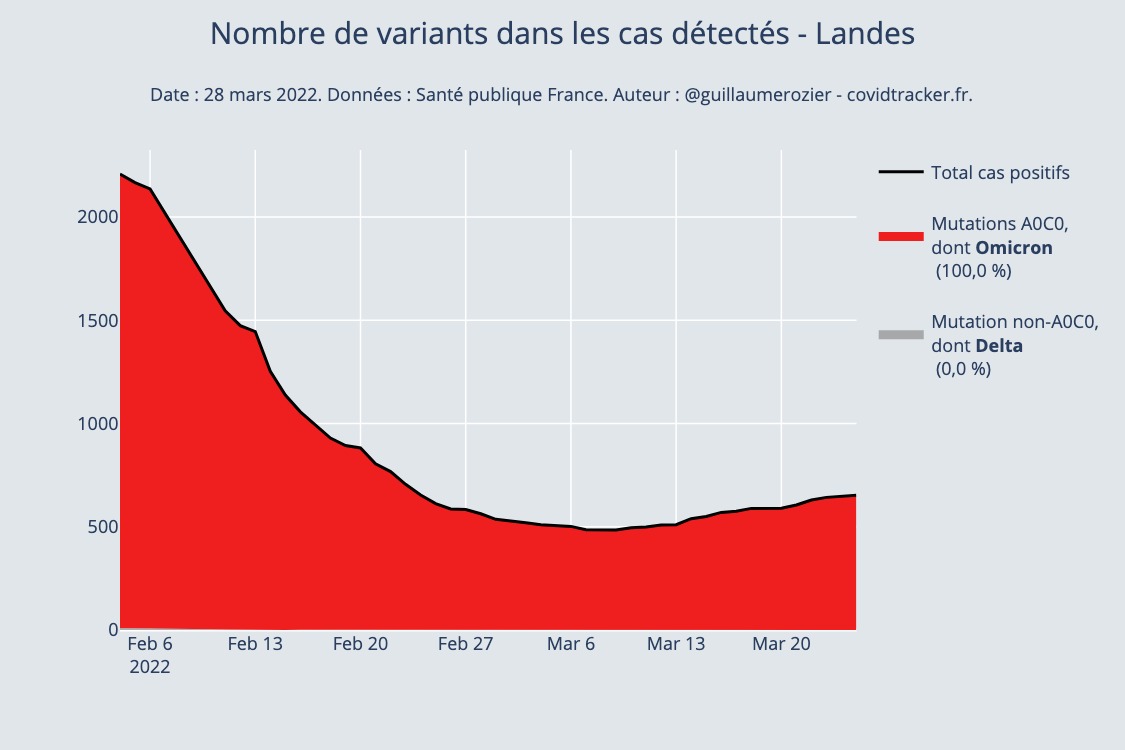 Nombre de variants dans les cas détectés - Landes
Date : 28 mars 2022. Données : Santé publique France. Auteur : @guillaumerozier - covidtracker.fr.
Total cas positifs
Mutations A0C0,
dont Omicron
(100,0 %)
Mutation non-A0C0,
dont Delta
(0,0 %)
2000
1500
1000
500
0
Feb 6
2022
Feb 13
Feb 20
Feb 27
Mar 6
Mar 13
Mar 20